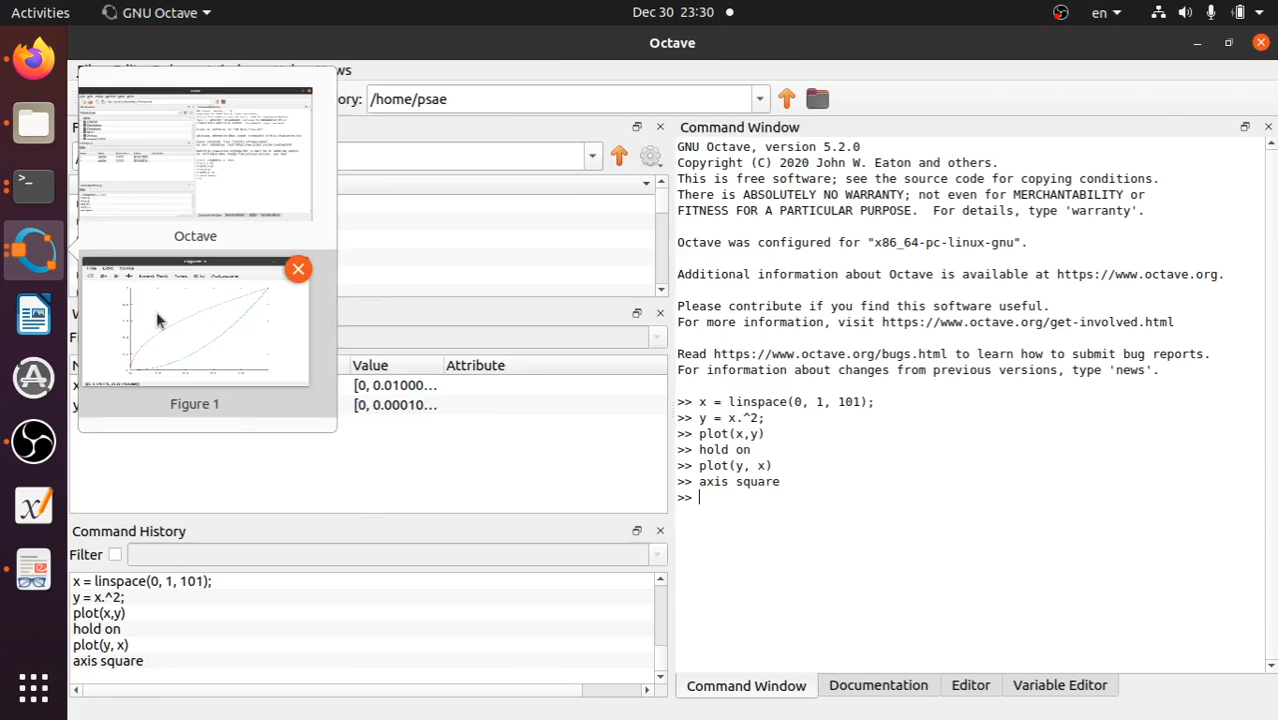 Activities
GNU Octave
Dec 30 23:30
en
Octave
/home/psae
Octave
Figure 1
Value
Attribute
[0, 0.01000...
[0, 0.00010...
Command History
Filter
x = linspace(0, 1, 101);
y = x.^2;
plot(x,y)
hold on
plot(y, x)
axis square
Command Window
GNU Octave, version 5.2.0
Copyright (C) 2020 John W. Eaton and others.
This is free software; see the source code for copying conditions.
There is ABSOLUTELY NO WARRANTY; not even for MERCHANTABILITY or
FITNESS FOR A PARTICULAR PURPOSE.  For details, type 'warranty'.
Octave was configured for "x86_64-pc-linux-gnu".
Additional information about Octave is available at https://www.octave.org.
Please contribute if you find this software useful.
For more information, visit https://www.octave.org/get-involved.html
Read https://www.octave.org/bugs.html to learn how to submit bug reports.
For information about changes from previous versions, type 'news'.
>> x = linspace(0, 1, 101);
>> y = x.^2;
>> plot(x,y)
>> hold on
>> plot(y, x)
>> axis square
>>
Command Window
Documentation
Editor
Variable Editor